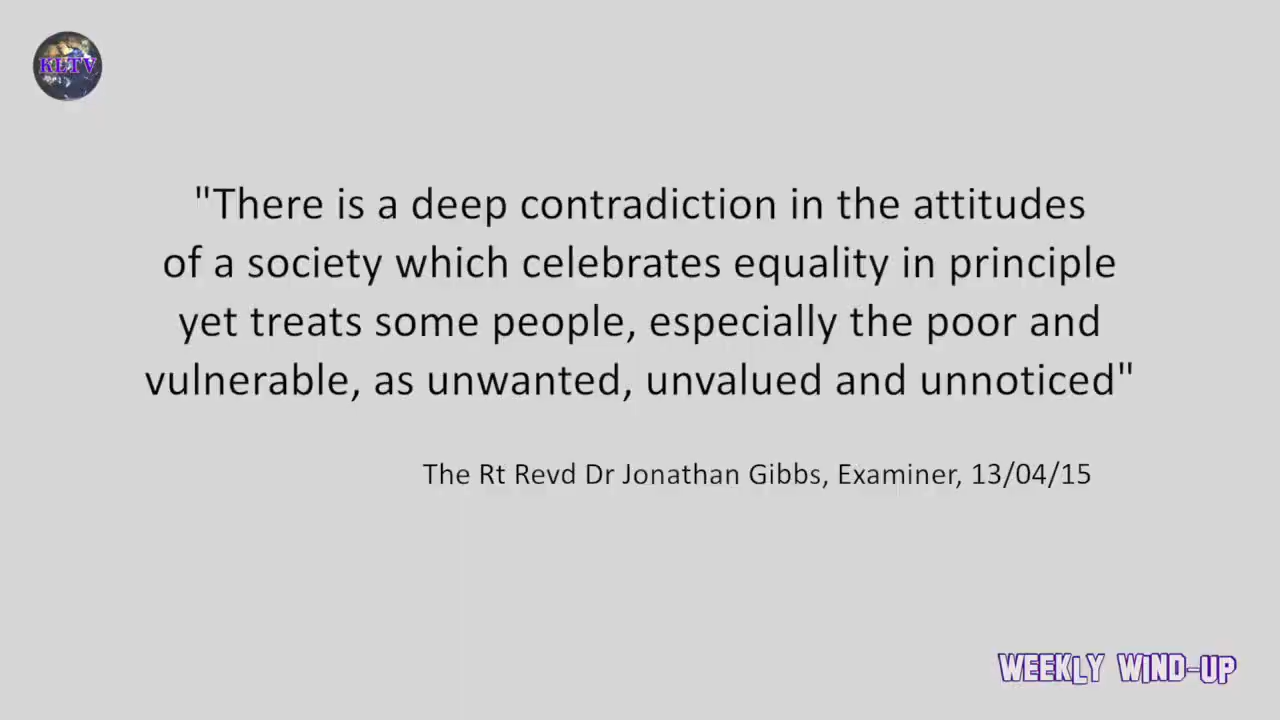 KLTV
"There is a deep contradiction in the attitudes
of a society which celebrates equality in principle
yet treats some people, especially the poor and
vulnerable, as unwanted, unvalued and unnoticed"
The Rt Revd Dr Jonathan Gibbs, Examiner, 13/04/15
WEEKLY WIND-UP